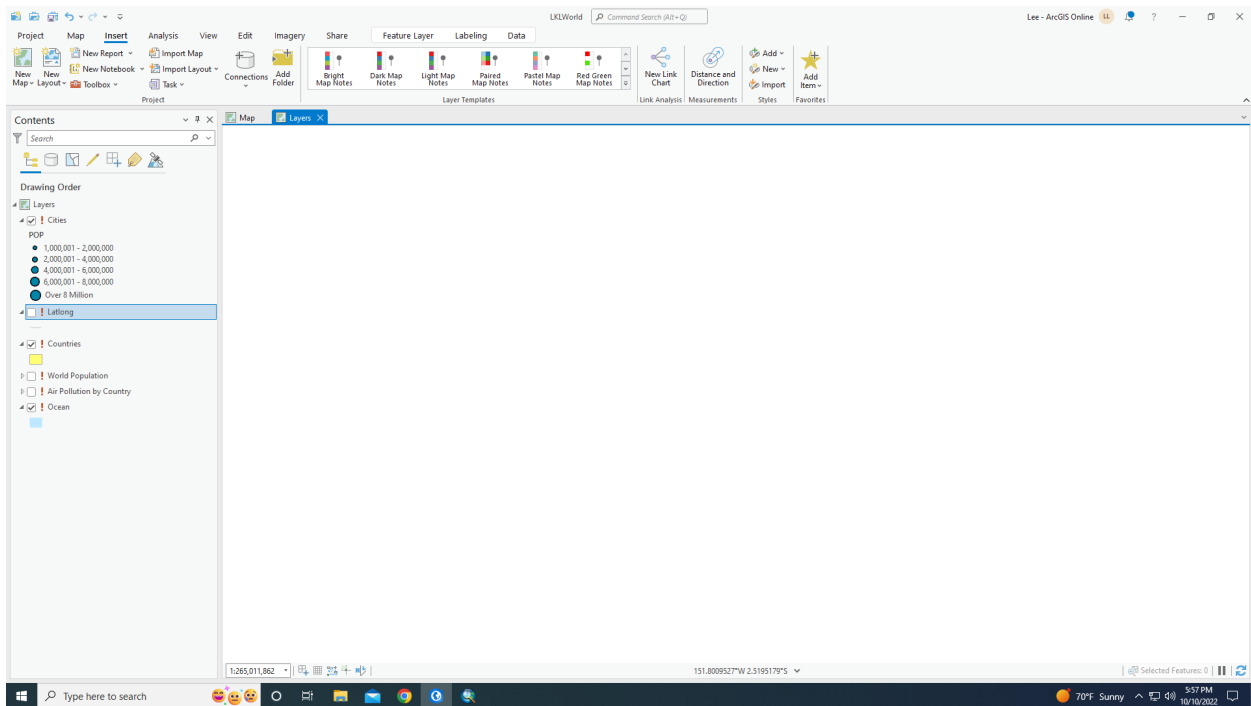 LKLWorld
Command Search (Alt+Q)
Lee - ArcGIS Online
LL
?
Project Map Insert Analysis View Edit Imagery Share Feature Layer Labeling Data
New Map
New Layout
New Report
New Notebook
Toolbox
Import Map
Import Layout
Task
Project
Connections
Add Folder
Bright Map Notes
Dark Map Notes
Light Map Notes
Paired Map Notes
Pastel Map Notes
Red Green Map Notes
Layer Templates
New Link Chart
Link Analysis
Distance and Direction
Measurements
Add
New
Import
Styles
Add Item
Favorites
Contents
Map
Layers
Search
Drawing Order
Layers
! Cities
POP
1,000,001 - 2,000,000
2,000,001 - 4,000,000
4,000,001 - 6,000,000
6,000,001 - 8,000,000
Over 8 Million
! Latlong
! Countries
! World Population
! Air Pollution by Country
! Ocean
1:265,011,862
151.8009527°W 2.5195179°S
Selected Features: 0
Type here to search
70°F Sunny
5:57 PM
10/10/2022